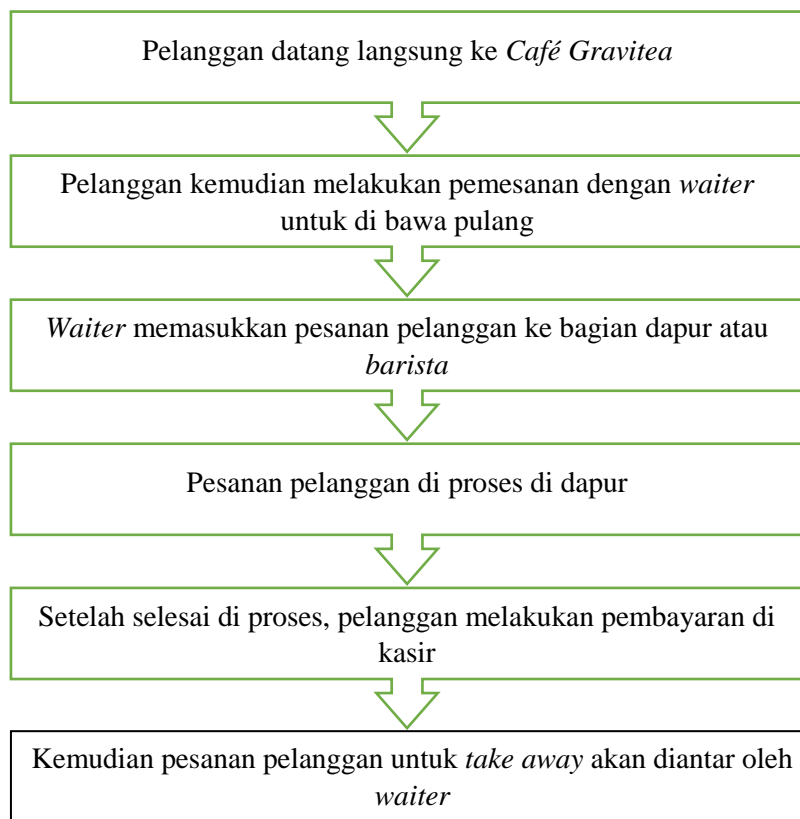 Pelanggan datang langsung ke Café Gravitea
Pelanggan kemudian melakukan pemesanan dengan waiter
untuk di bawa pulang
Waiter memasukkan pesanan pelanggan ke bagian dapur atau
barista
Pesanan pelanggan di proses di dapur
Setelah selesai di proses, pelanggan melakukan pembayaran di
kasir
Kemudian pesanan pelanggan untuk take away akan diantar oleh
waiter